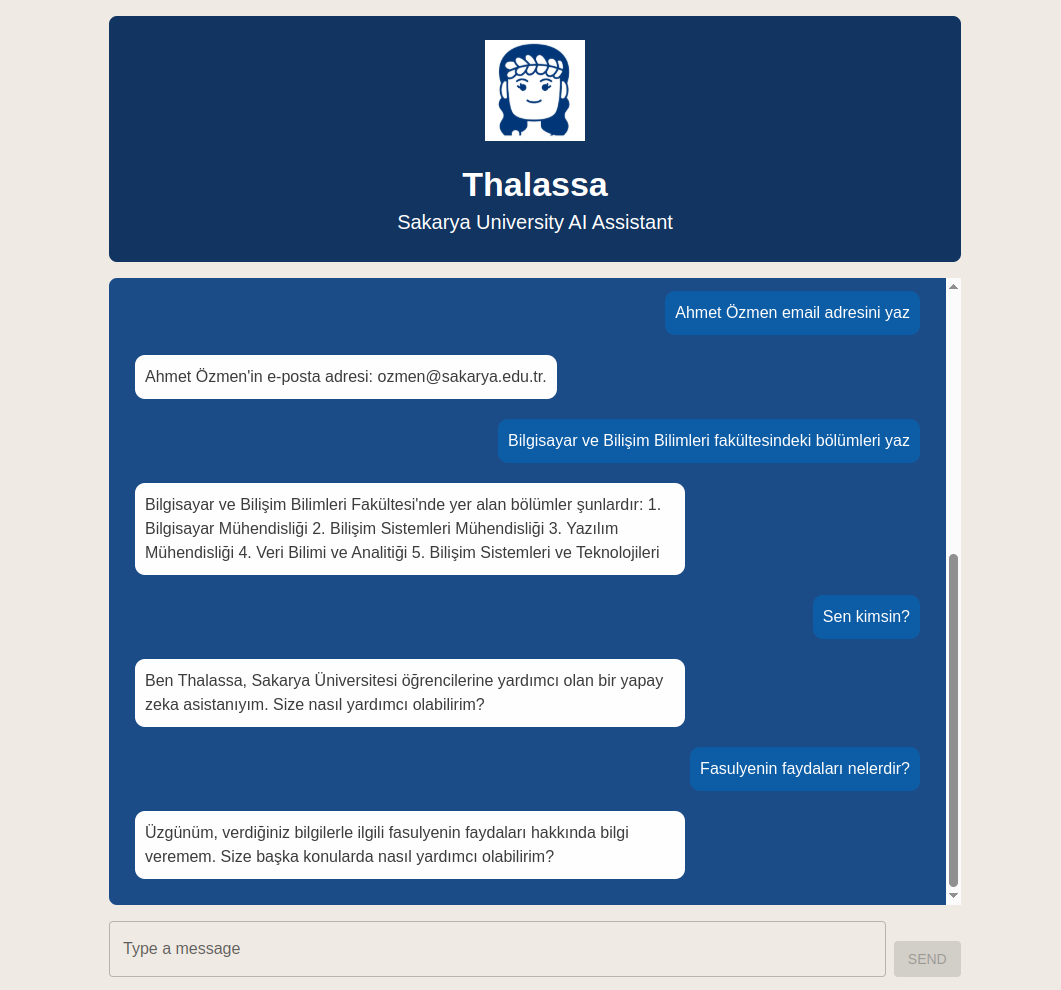 Thalassa
Sakarya University AI Assistant
Ahmet Özmen email adresini yaz
Ahmet Özmen'in e-posta adresi: ozmen@sakarya.edu.tr.
Bilgisayar ve Bilişim Bilimleri fakültesindeki bölümleri yaz
Bilgisayar ve Bilişim Bilimleri Fakültesi'nde yer alan bölümler şunlardır: 1.
Bilgisayar Mühendisliği 2. Bilişim Sistemleri Mühendisliği 3. Yazılım
Mühendisliği 4. Veri Bilimi ve Analitiği 5. Bilişim Sistemleri ve Teknolojileri
Sen kimsin?
Ben Thalassa, Sakarya Üniversitesi öğrencilerine yardımcı olan bir yapay
zeka asistanıyım. Size nasıl yardımcı olabilirim?
Fasulyenin faydaları nelerdir?
Üzgünüm, verdiğiniz bilgilerle ilgili fasulyenin faydaları hakkında bilgi
veremem. Size başka konularda nasıl yardımcı olabilirim?
Type a message
SEND